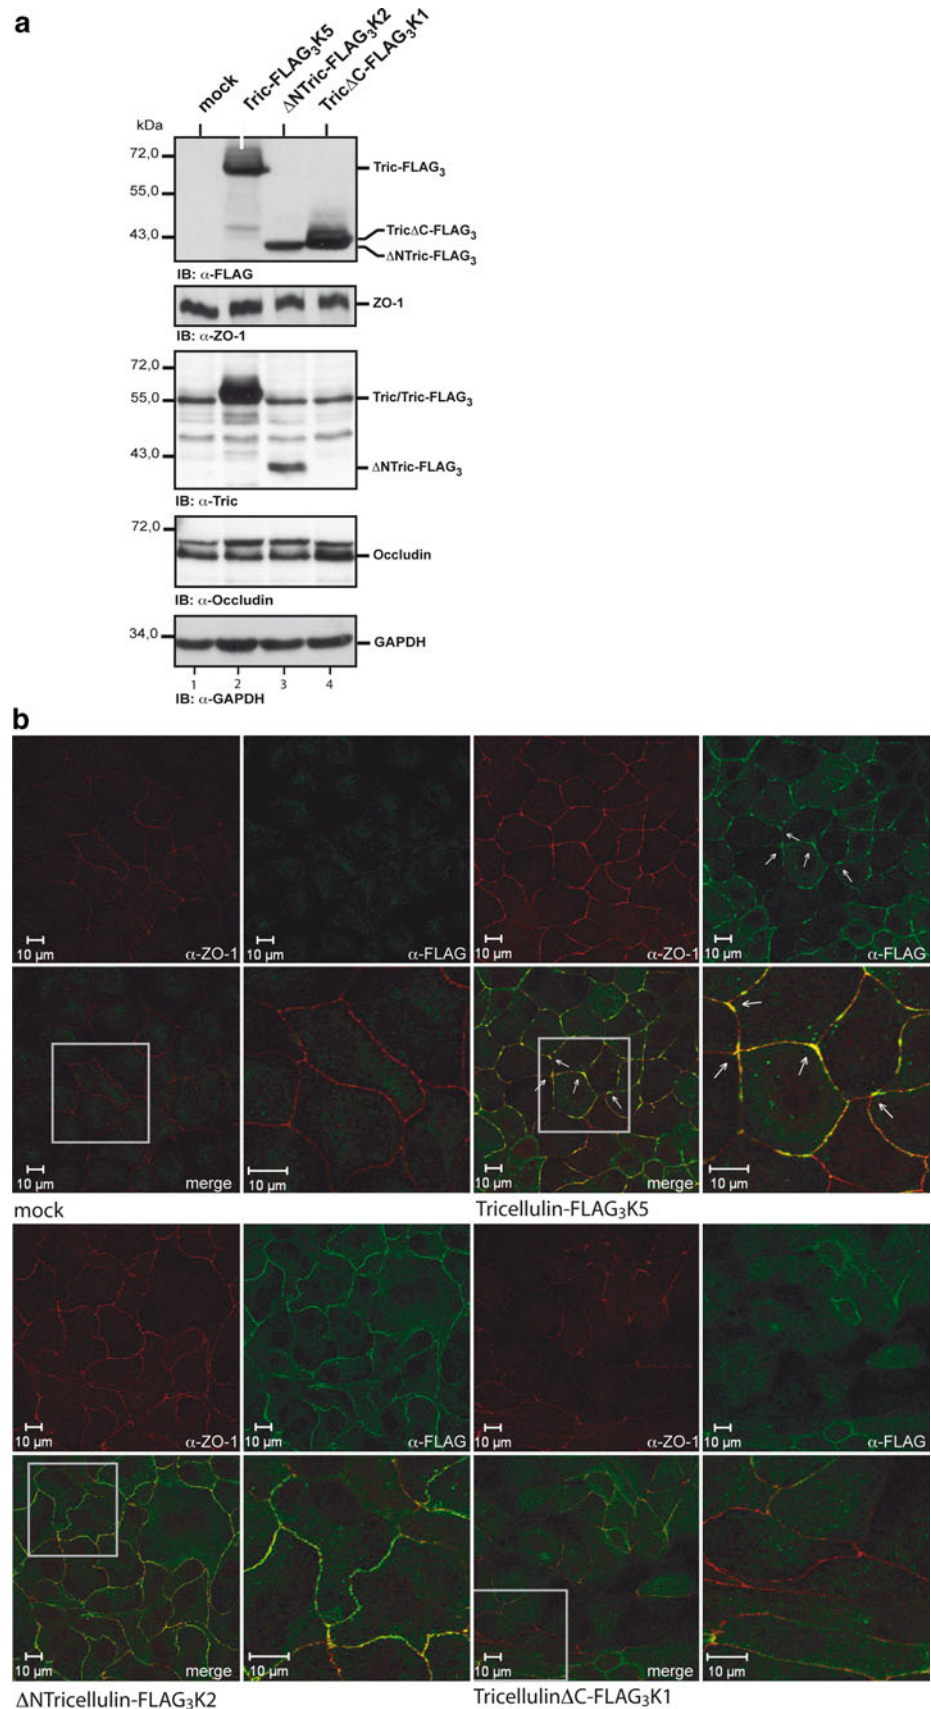 a
mock
Tric-FLAG₃K5
ΔNTric-FLAG₃K2
TricΔC-FLAG₃K1
kDa
72,0
Tric-FLAG₃
55,0
TricΔC-FLAG₃
43,0
ΔNTric-FLAG₃
IB: α-FLAG
ZO-1
IB: α-ZO-1
72,0
55,0
Tric/Tric-FLAG₃
43,0
ΔNTric-FLAG₃
IB: α-Tric
72,0
Occludin
IB: α-Occludin
34,0
GAPDH
1 2 3 4
IB: α-GAPDH
b
10 µm α-ZO-1 10 µm α-FLAG 10 µm α-ZO-1 10 µm α-FLAG
10 µm merge 10 µm 10 µm merge 10 µm
mock Tricellulin-FLAG₃K5
10 µm α-ZO-1 10 µm α-FLAG 10 µm α-ZO-1 10 µm α-FLAG
10 µm merge 10 µm 10 µm merge 10 µm
ΔNTricellulin-FLAG₃K2 TricellulinΔC-FLAG₃K1